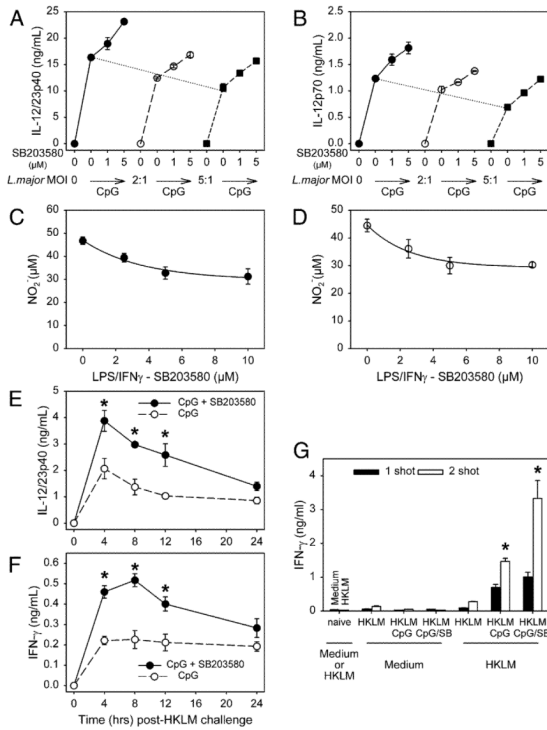 A
IL-12/23p40 (ng/mL)
25
20
15
10
5
0
0 0 1 5 0 0 1 5 0 0 1 5
SB203580
(µM)
L.major MOI 0 2:1 5:1
CpG CpG CpG
B
IL-12p70 (ng/mL)
2.5
2.0
1.5
1.0
0.5
0.0
0 0 1 5 0 0 1 5 0 0 1 5
SB203580
(µM)
L.major MOI 0 2:1 5:1
CpG CpG CpG
C
NO2- (µM)
60
50
40
30
20
10
0
0 2 4 6 8 10
LPS/IFNγ - SB203580 (µM)
D
NO2- (µM)
60
50
40
30
20
10
0
0 2 4 6 8 10
LPS/IFNγ - SB203580 (µM)
E
IL-12/23p40 (ng/mL)
5
4
3
2
1
0
* * *
CpG + SB203580
CpG
0 4 8 12 16 20 24
F
IFN-γ (ng/mL)
0.6
0.5
0.4
0.3
0.2
0.1
0.0
* * *
CpG + SB203580
CpG
0 4 8 12 16 20 24
Time (hrs) post-HKLM challenge
G
IFN-γ (ng/ml)
4
3
2
1
0
1 shot 2 shot
* *
Medium
HKLM
naive HKLM HKLM HKLM HKLM HKLM HKLM
CpG CpG/SB CpG CpG/SB
Medium Medium HKLM
or
HKLM